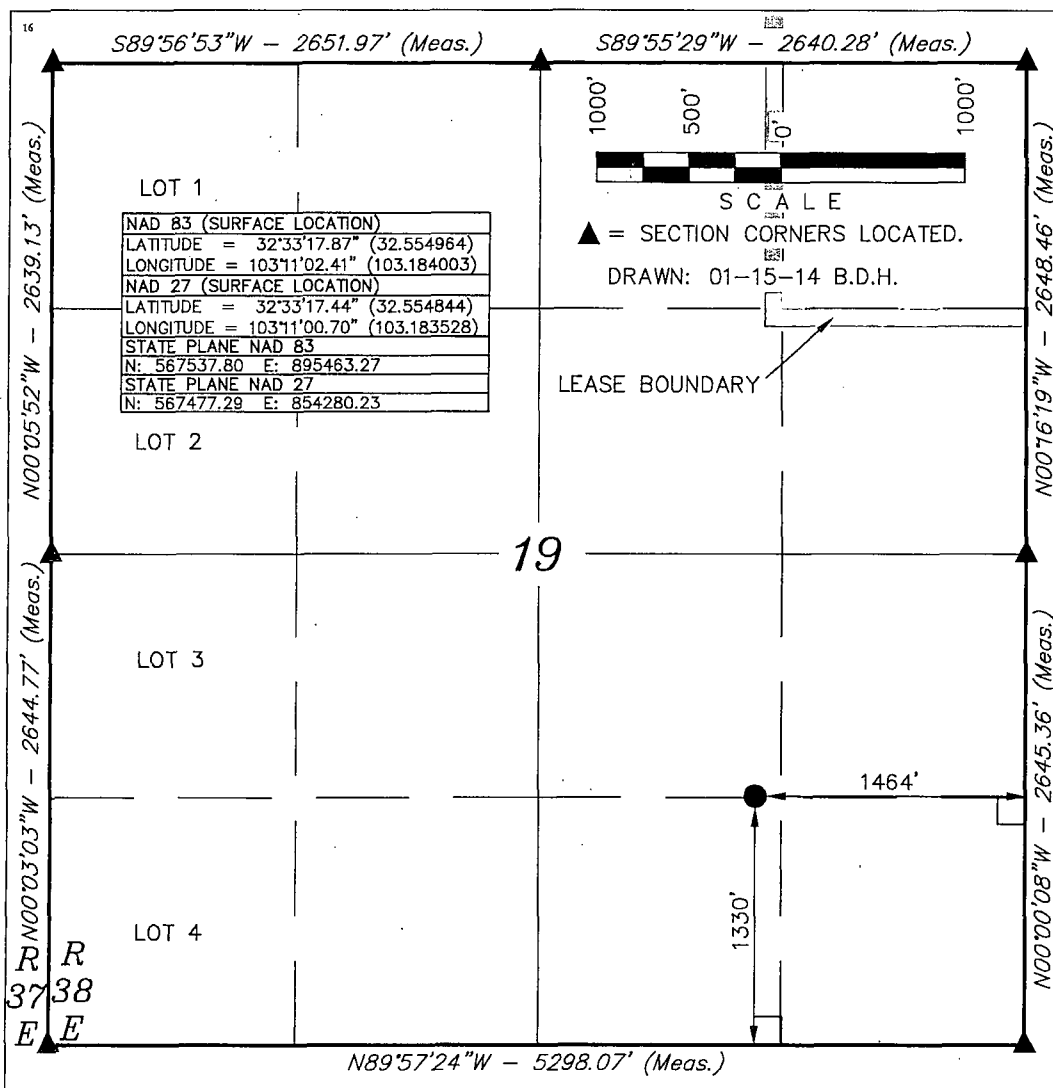 16
S89°56'53"W – 2651.97' (Meas.)
S89°55'29"W – 2640.28' (Meas.)
1000'
500'
0'
1000'
SCALE
▲ = SECTION CORNERS LOCATED.
DRAWN: 01-15-14 B.D.H.
LOT 1
NAD 83 (SURFACE LOCATION)
LATITUDE = 32°33'17.87" (32.554964)
LONGITUDE = 103°11'02.41" (103.184003)
NAD 27 (SURFACE LOCATION)
LATITUDE = 32°33'17.44" (32.554844)
LONGITUDE = 103°11'00.70" (103.183528)
STATE PLANE NAD 83
N: 567537.80 E: 895463.27
STATE PLANE NAD 27
N: 567477.29 E: 854280.23
N00°05'52"W – 2639.13' (Meas.)
N00°16'19"W – 2648.46' (Meas.)
LEASE BOUNDARY
LOT 2
19
LOT 3
N00°03'03"W – 2644.77' (Meas.)
N00°00'08"W – 2645.36' (Meas.)
1464'
1330'
LOT 4
R R
37 38
E E
N89°57'24"W – 5298.07' (Meas.)